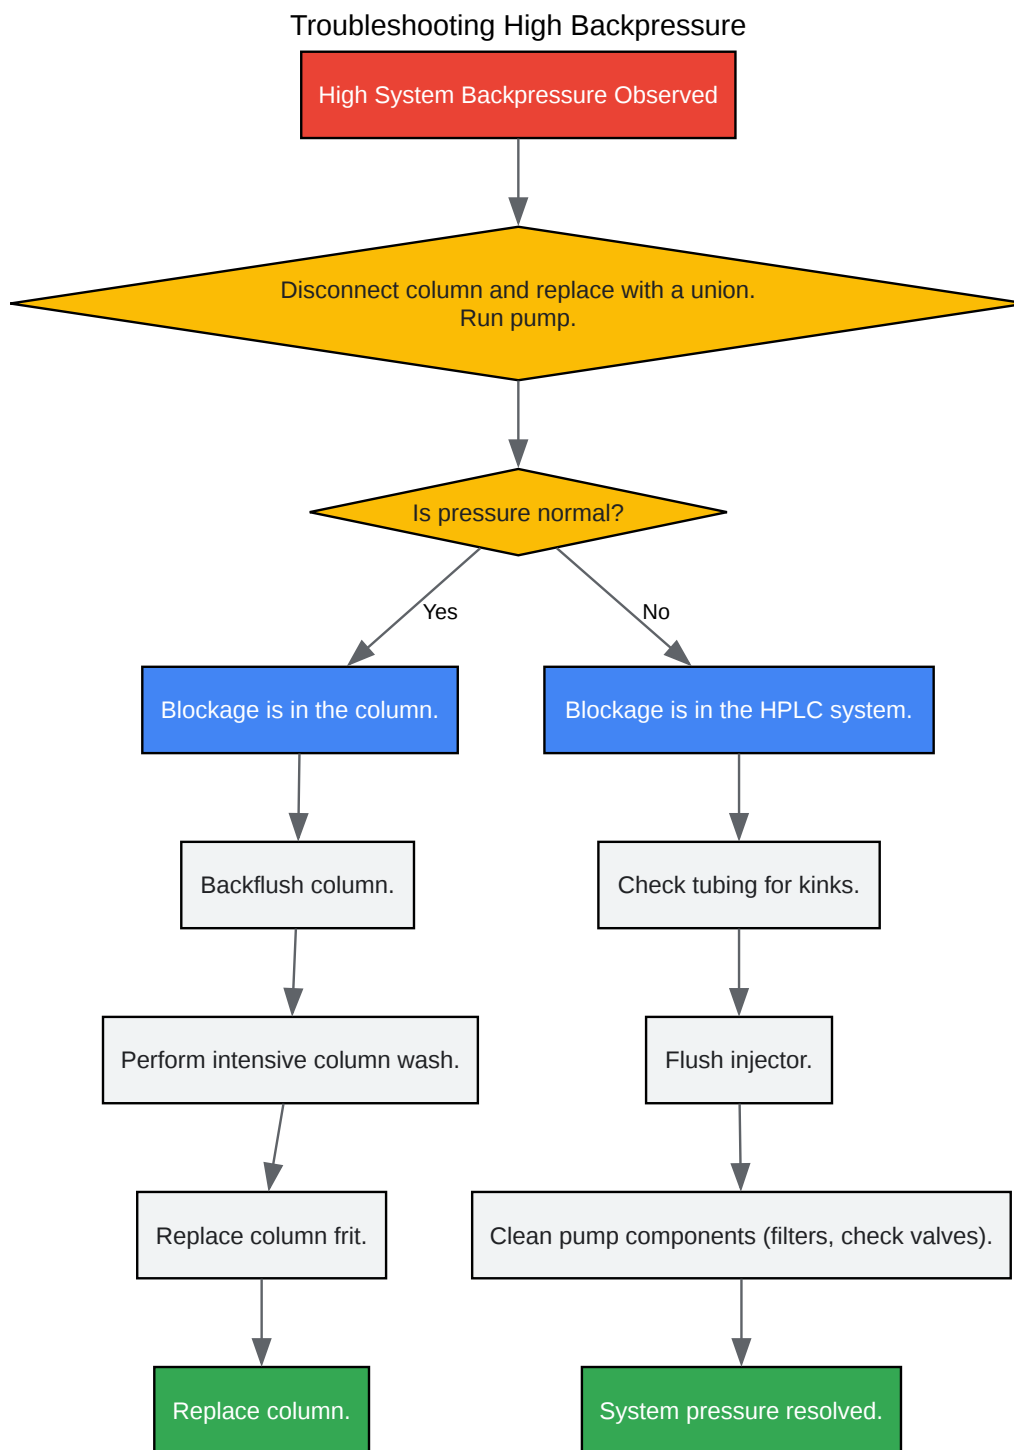 Troubleshooting High Backpressure
High System Backpressure Observed
Disconnect column and replace with a union.
Run pump.
Is pressure normal?
Yes
No
Blockage is in the column.
Blockage is in the HPLC system.
Backflush column.
Check tubing for kinks.
Perform intensive column wash.
Flush injector.
Replace column frit.
Clean pump components (filters, check valves).
Replace column.
System pressure resolved.